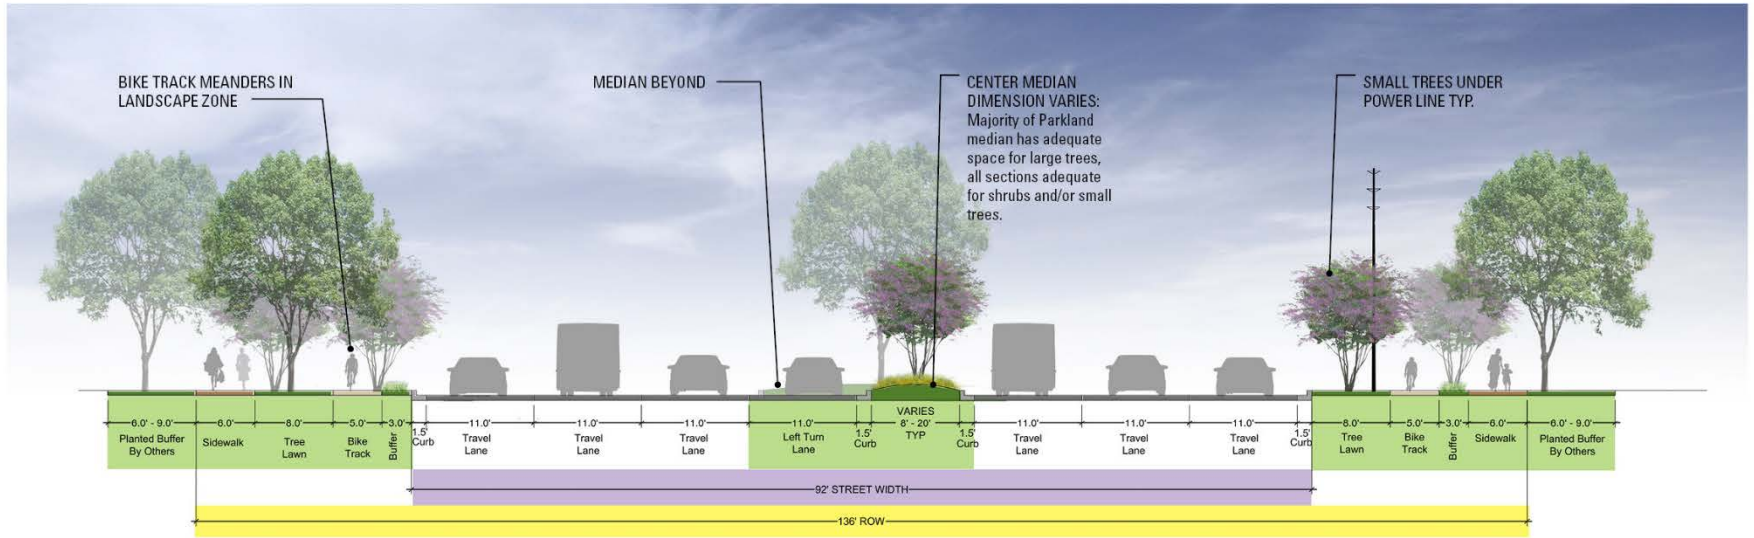 BIKE TRACK MEANDERS IN
LANDSCAPE ZONE
MEDIAN BEYOND
CENTER MEDIAN
DIMENSION VARIES:
Majority of Parkland
median has adequate
space for large trees,
all sections adequate
for shrubs and/or small
trees.
SMALL TREES UNDER
POWER LINE TYP.
6.0' - 9.0'
Planted Buffer
By Others
6.0'
Sidewalk
8.0'
Tree
Lawn
5.0'
Bike
Track
3.0'
Buffer
1.5'
Curb
11.0'
Travel
Lane
11.0'
Travel
Lane
11.0'
Travel
Lane
11.0'
Left Turn
Lane
1.5'
Curb
VARIES
8' - 20'
TYP
1.5'
Curb
11.0'
Travel
Lane
11.0'
Travel
Lane
11.0'
Travel
Lane
1.5'
Curb
8.0'
Tree
Lawn
5.0'
Bike
Track
3.0'
Buffer
6.0'
Sidewalk
6.0' - 9.0'
Planted Buffer
By Others
92' STREET WIDTH
136' ROW